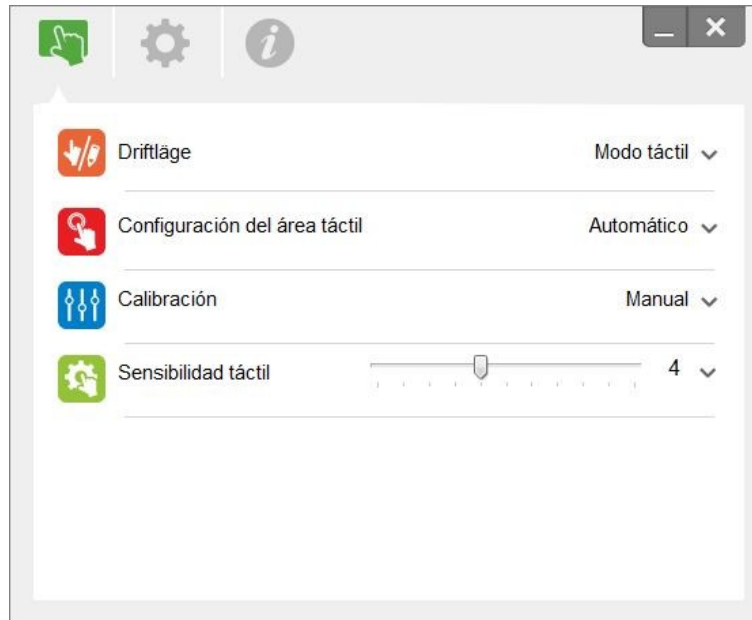 Driftläge Modo táctil
Configuración del área táctil Automático
Calibración Manual
Sensibilidad táctil 4